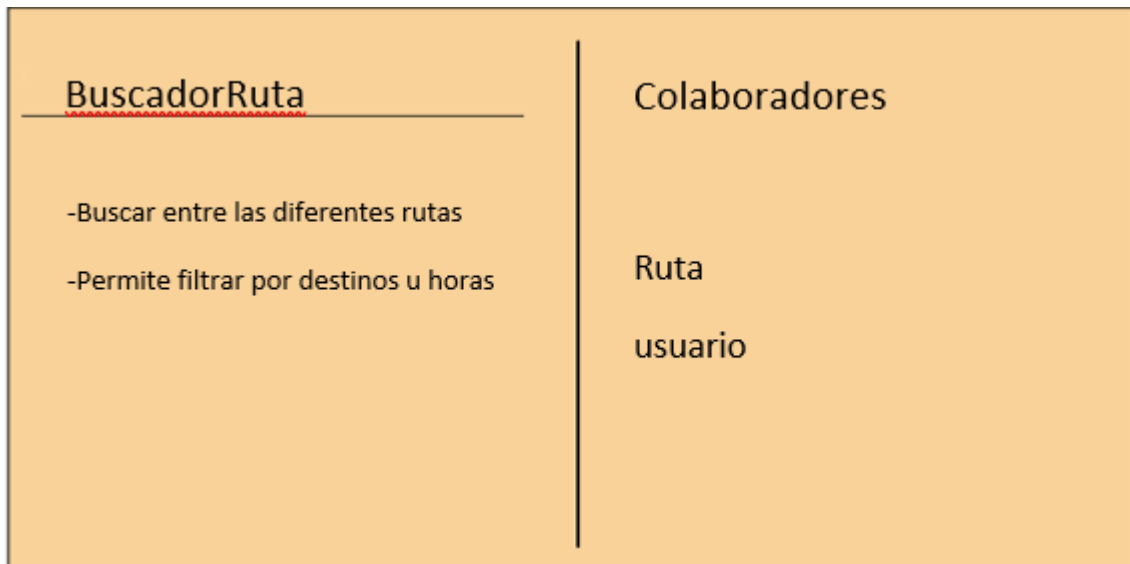 BuscadorRuta
-Buscar entre las diferentes rutas
-Permite filtrar por destinos u horas
Colaboradores
Ruta
usuario